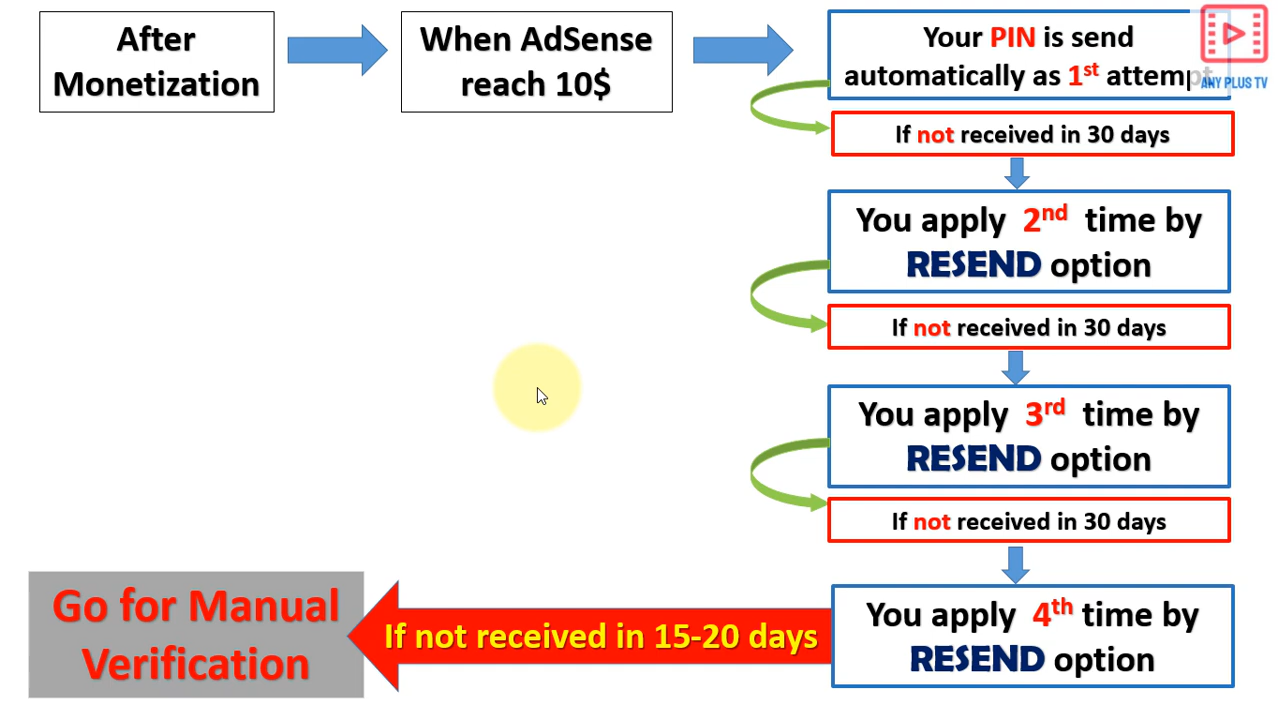 After
Monetization
When AdSense
reach 10$
Your PIN is send
automatically as 1st attempt
ANY PLUS TV
If not received in 30 days
You apply 2nd time by
RESEND option
If not received in 30 days
You apply 3rd time by
RESEND option
If not received in 30 days
You apply 4th time by
RESEND option
If not received in 15-20 days
Go for Manual
Verification